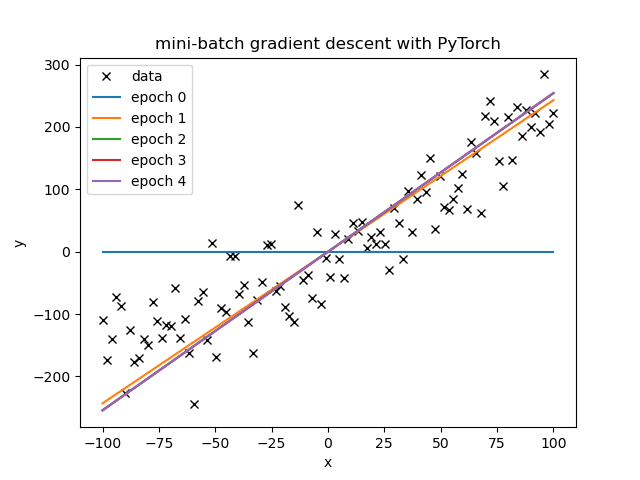 mini-batch gradient descent with PyTorch
data
epoch 0
epoch 1
epoch 2
epoch 3
epoch 4
y
300
200
100
0
−100
−200
−100
−75
−50
−25
0
25
50
75
100
x